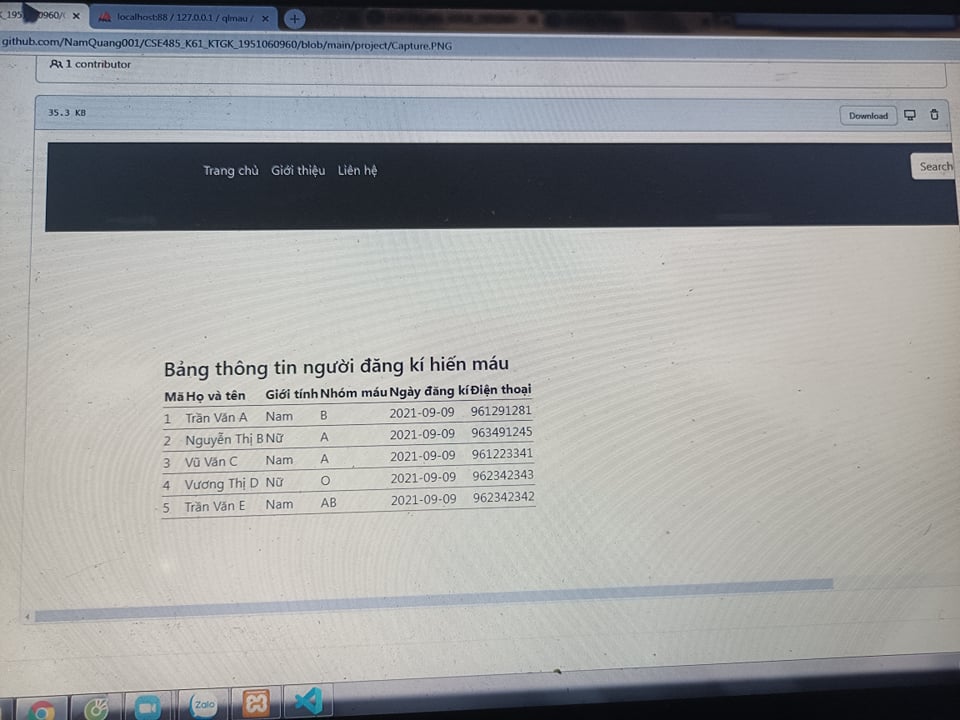 localhost:88 / 127.0.0.1 / qlmau /
github.com/NamQuang001/CSE485_K61_KTGK_1951060960/blob/main/project/Capture.PNG
1 contributor
35.3 KB Download
Trang chủ Giới thiệu Liên hệ Search
Bảng thông tin người đăng kí hiến máu
Mã Họ và tên Giới tính Nhóm máu Ngày đăng kí Điện thoại
1 Trần Văn A Nam B 2021-09-09 961291281
2 Nguyễn Thị B Nữ A 2021-09-09 963491245
3 Vũ Văn C Nam A 2021-09-09 961223341
4 Vương Thị D Nữ O 2021-09-09 962342343
5 Trần Văn E Nam AB 2021-09-09 962342342
Zalo